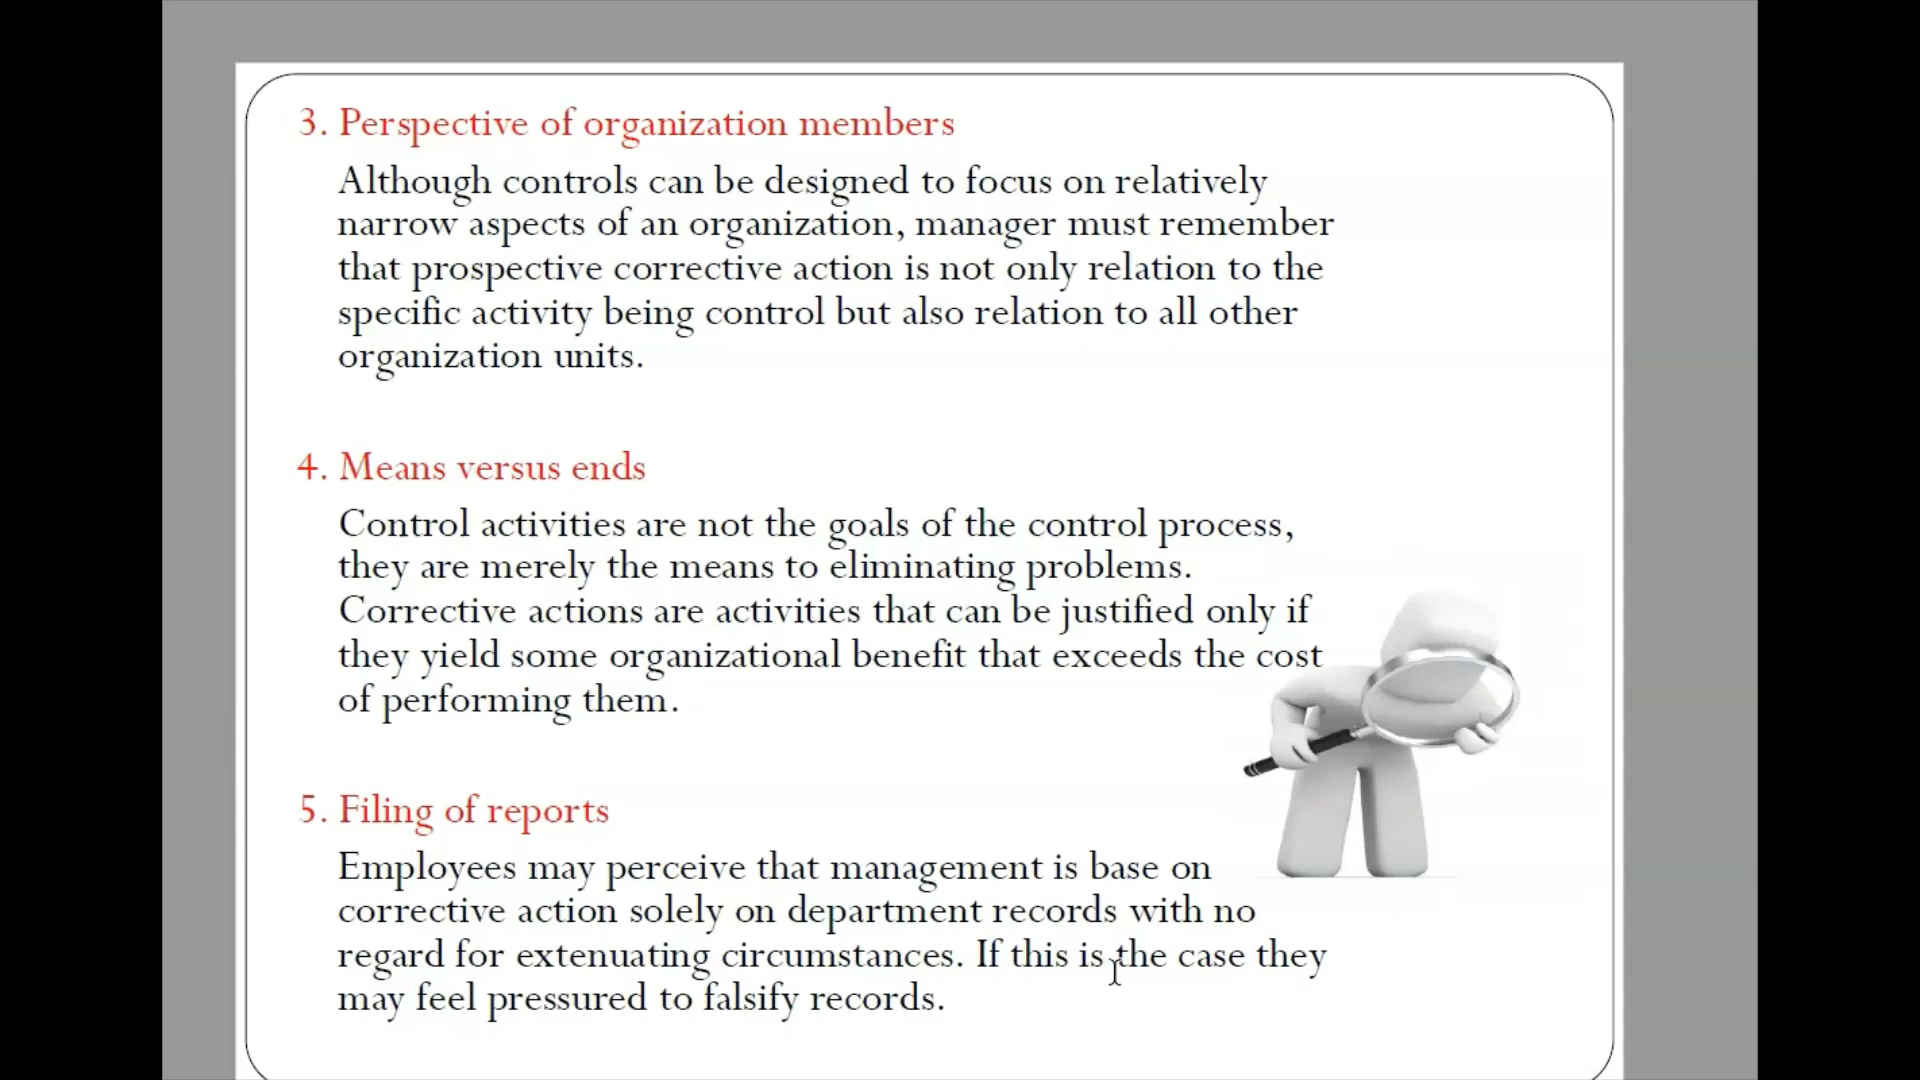 3. Perspective of organization members
Although controls can be designed to focus on relatively
narrow aspects of an organization, manager must remember
that prospective corrective action is not only relation to the
specific activity being control but also relation to all other
organization units.
4. Means versus ends
Control activities are not the goals of the control process,
they are merely the means to eliminating problems.
Corrective actions are activities that can be justified only if
they yield some organizational benefit that exceeds the cost
of performing them.
5. Filing of reports
Employees may perceive that management is base on
corrective action solely on department records with no
regard for extenuating circumstances. If this is the case they
may feel pressured to falsify records.